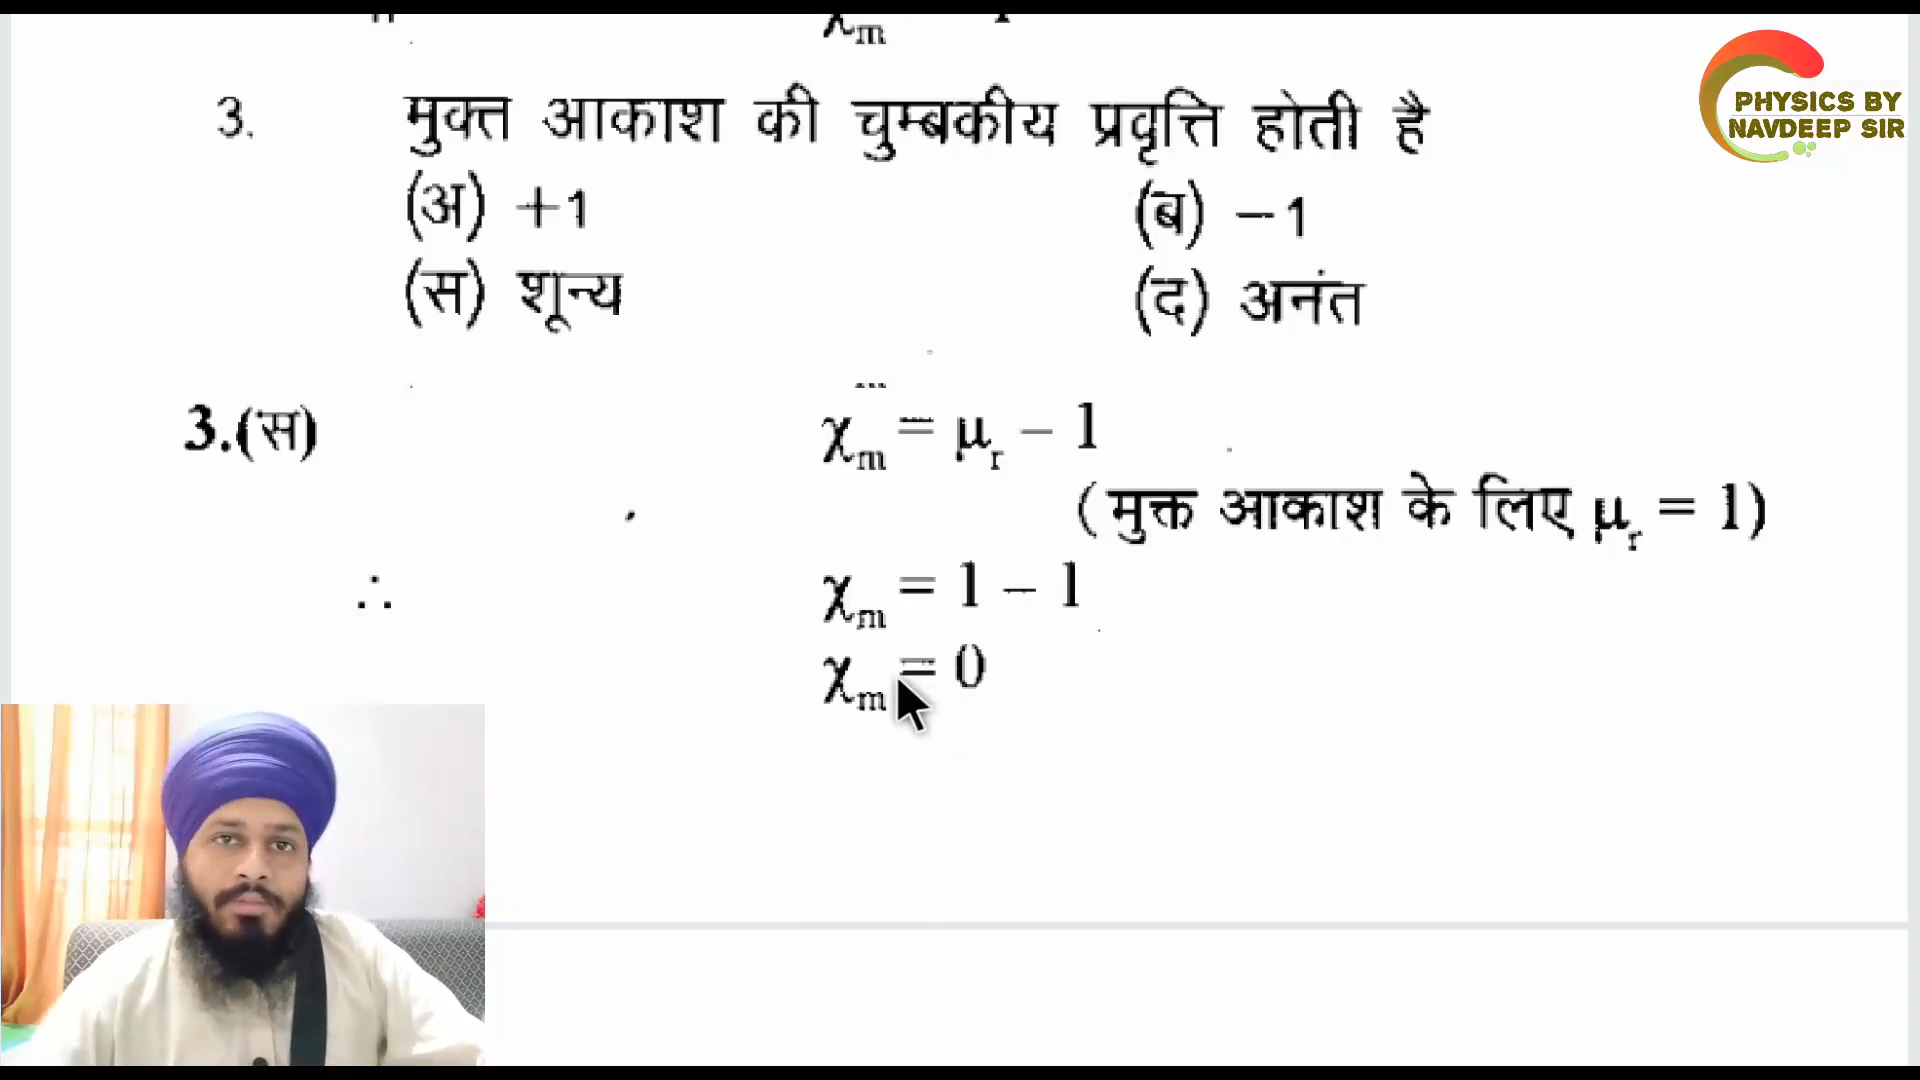 χm
3. मुक्त आकाश की चुम्बकीय प्रवृत्ति होती है
(अ) +1 (ब) −1
(स) शून्य (द) अनंत
3.(स) χm = μr − 1
(मुक्त आकाश के लिए μr = 1)
∴ χm = 1 − 1
χm = 0
PHYSICS BY
NAVDEEP SIR